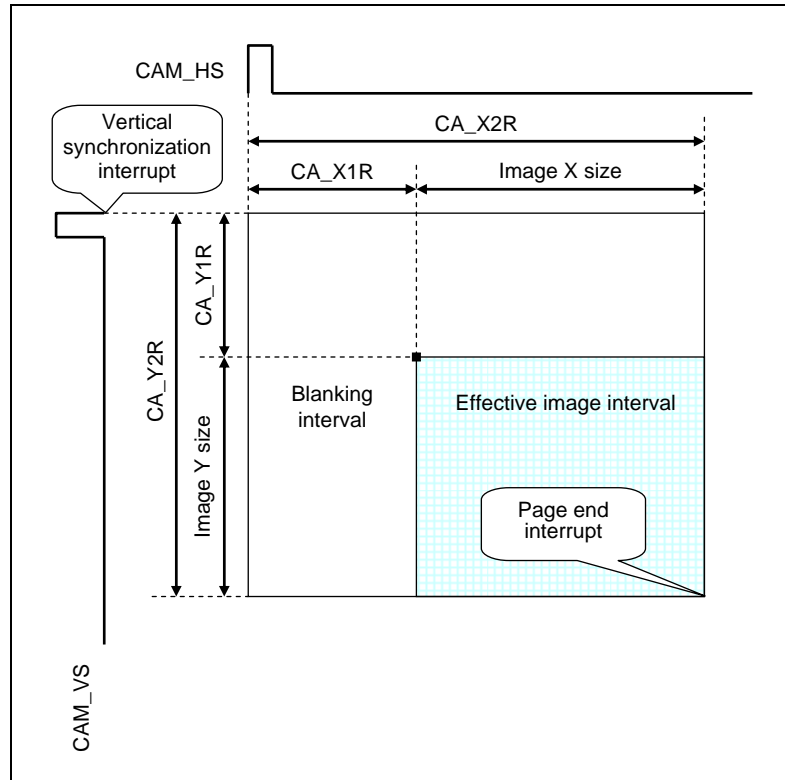 CAM_HS
Vertical
synchronization
interrupt
CA_X2R
CA_X1R
Image X size
CA_Y1R
CA_Y2R
Image Y size
Blanking
interval
Effective image interval
Page end
interrupt
CAM_VS